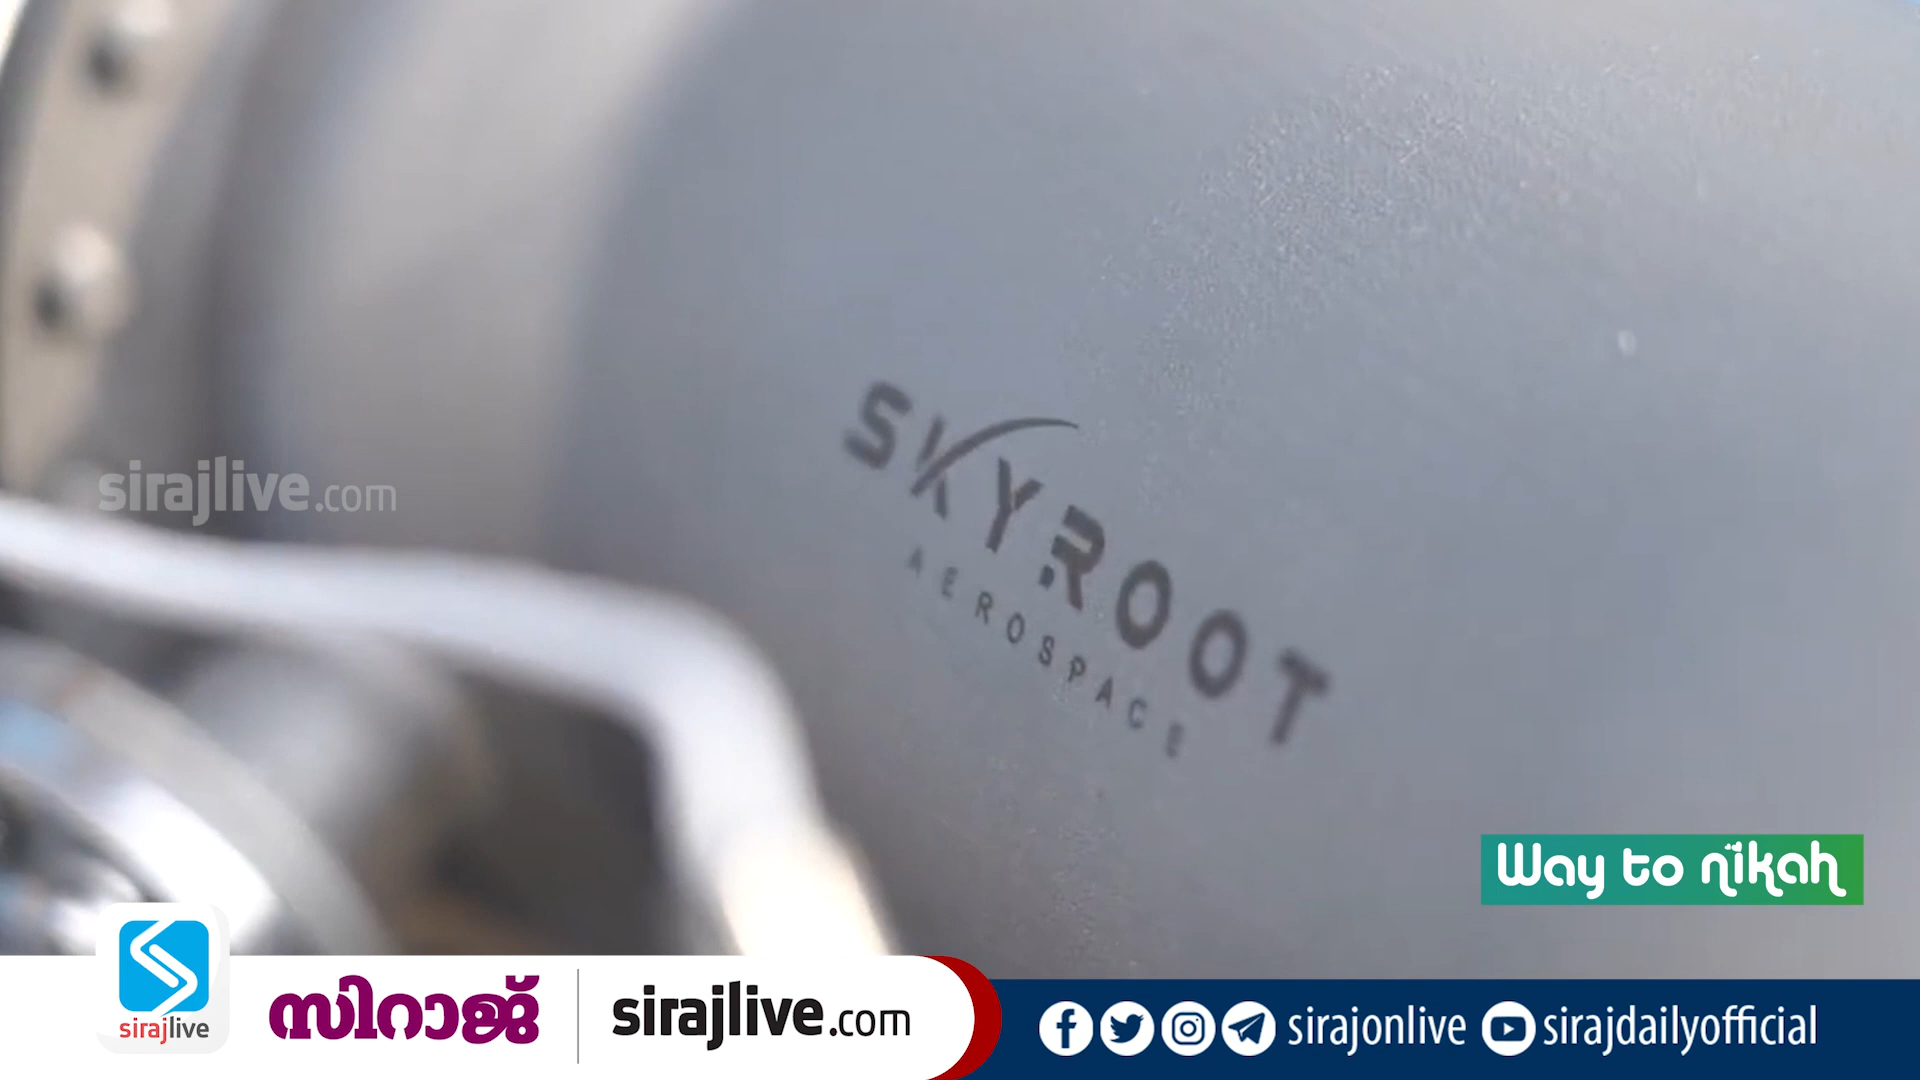 SKYROOT
AEROSPACE
sirajlive.com
Way to nikah
sirajlive
സിറാജ്
sirajlive.com
sirajonlive
sirajdailyofficial